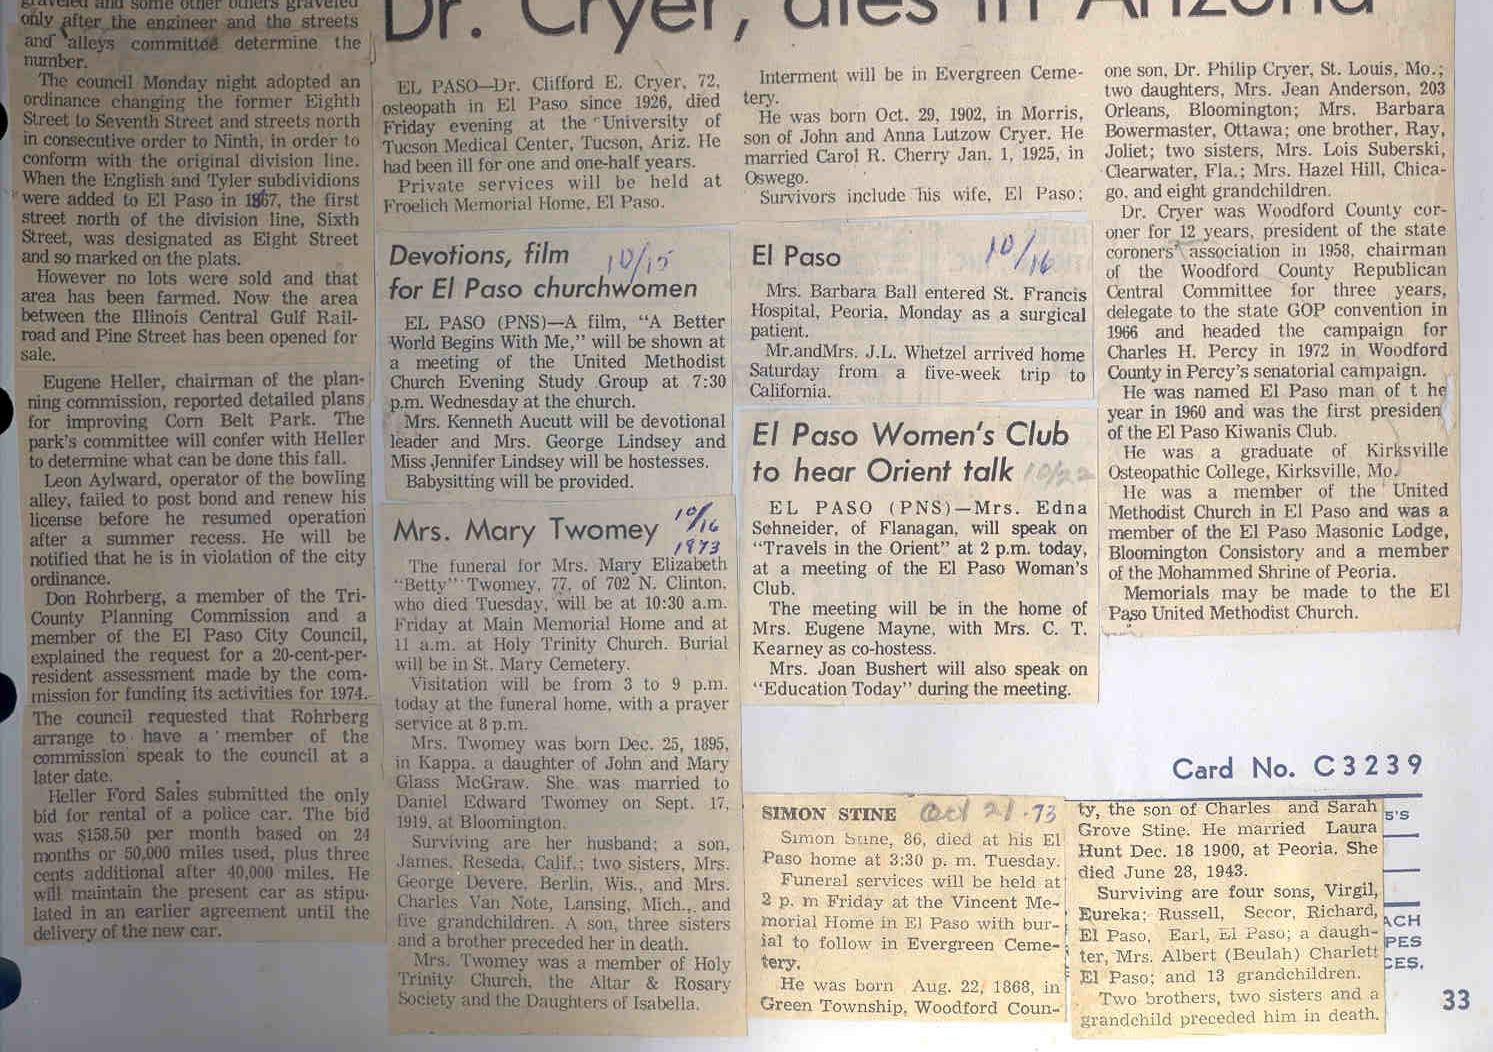 graveled and some other others graveled
only after the engineer and the streets
and alleys committee determine the
number.
The council Monday night adopted an
ordinance changing the former Eighth
Street to Seventh Street and streets north
in consecutive order to Ninth, in order to
conform with the original division line.
When the English and Tyler subdividions
were added to El Paso in 1867, the first
street north of the division line, Sixth
Street, was designated as Eight Street
and so marked on the plats.
However no lots were sold and that
area has been farmed. Now the area
between the Illinois Central Gulf Rail-
road and Pine Street has been opened for
sale.
Eugene Heller, chairman of the plan-
ning commission, reported detailed plans
for improving Corn Belt Park. The
park's committee will confer with Heller
to determine what can be done this fall.
Leon Aylward, operator of the bowling
alley, failed to post bond and renew his
license before he resumed operation
after a summer recess. He will be
notified that he is in violation of the city
ordinance.
Don Rohrberg, a member of the Tri-
County Planning Commission and a
member of the El Paso City Council,
explained the request for a 20-cent-per-
resident assessment made by the com-
mission for funding its activities for 1974.
The council requested that Rohrberg
arrange to have a member of the
commission speak to the council at a
later date.
Heller Ford Sales submitted the only
bid for rental of a police car. The bid
was $158.50 per month based on 24
months or 50,000 miles used, plus three
cents additional after 40,000 miles. He
will maintain the present car as stipu-
lated in an earlier agreement until the
delivery of the new car.
Dr. Cryer, dies in Arizona
EL PASO—Dr. Clifford E. Cryer, 72,
osteopath in El Paso since 1926, died
Friday evening at the University of
Tucson Medical Center, Tucson, Ariz. He
had been ill for one and one-half years.
Private services will be held at
Froelich Memorial Home, El Paso.
Interment will be in Evergreen Ceme-
tery.
He was born Oct. 29, 1902, in Morris,
son of John and Anna Lutzow Cryer. He
married Carol R. Cherry Jan. 1, 1925, in
Oswego.
Survivors include his wife, El Paso;
one son, Dr. Philip Cryer, St. Louis, Mo.;
two daughters, Mrs. Jean Anderson, 203
Orleans, Bloomington; Mrs. Barbara
Bowermaster, Ottawa; one brother, Ray,
Joliet; two sisters, Mrs. Lois Suberski,
Clearwater, Fla.; Mrs. Hazel Hill, Chica-
go, and eight grandchildren.
Dr. Cryer was Woodford County cor-
oner for 12 years, president of the state
coroners' association in 1958, chairman
of the Woodford County Republican
Central Committee for three years,
delegate to the state GOP convention in
1966 and headed the campaign for
Charles H. Percy in 1972 in Woodford
County in Percy's senatorial campaign.
He was named El Paso man of t he
year in 1960 and was the first presiden
of the El Paso Kiwanis Club.
He was a graduate of Kirksville
Osteopathic College, Kirksville, Mo.
He was a member of the United
Methodist Church in El Paso and was a
member of the El Paso Masonic Lodge,
Bloomington Consistory and a member
of the Mohammed Shrine of Peoria.
Memorials may be made to the El
Paso United Methodist Church.
Devotions, film 10/15
for El Paso churchwomen
EL PASO (PNS)—A film, "A Better
World Begins With Me," will be shown at
a meeting of the United Methodist
Church Evening Study Group at 7:30
p.m. Wednesday at the church.
Mrs. Kenneth Aucutt will be devotional
leader and Mrs. George Lindsey and
Miss Jennifer Lindsey will be hostesses.
Babysitting will be provided.
Mrs. Mary Twomey 10/16
1973
The funeral for Mrs. Mary Elizabeth
"Betty" Twomey, 77, of 702 N. Clinton,
who died Tuesday, will be at 10:30 a.m.
Friday at Main Memorial Home and at
11 a.m. at Holy Trinity Church. Burial
will be in St. Mary Cemetery.
Visitation will be from 3 to 9 p.m.
today at the funeral home, with a prayer
service at 8 p.m.
Mrs. Twomey was born Dec. 25, 1895,
in Kappa, a daughter of John and Mary
Glass McGraw. She was married to
Daniel Edward Twomey on Sept. 17,
1919, at Bloomington.
Surviving are her husband; a son,
James, Reseda, Calif.; two sisters, Mrs.
George Devere, Berlin, Wis., and Mrs.
Charles Van Note, Lansing, Mich., and
five grandchildren. A son, three sisters
and a brother preceded her in death.
Mrs. Twomey was a member of Holy
Trinity Church, the Altar & Rosary
Society and the Daughters of Isabella.
El Paso 10/16
Mrs. Barbara Ball entered St. Francis
Hospital, Peoria, Monday as a surgical
patient.
Mr.andMrs. J.L. Whetzel arrived home
Saturday from a five-week trip to
California.
El Paso Women's Club
to hear Orient talk 10/22
EL PASO (PNS)—Mrs. Edna
Schneider, of Flanagan, will speak on
"Travels in the Orient" at 2 p.m. today,
at a meeting of the El Paso Woman's
Club.
The meeting will be in the home of
Mrs. Eugene Mayne, with Mrs. C. T.
Kearney as co-hostess.
Mrs. Joan Bushert will also speak on
"Education Today" during the meeting.
Card No. C3239
SIMON STINE Oct 21-73
Simon Stine, 86, died at his El
Paso home at 3:30 p. m. Tuesday.
Funeral services will be held at
2 p. m Friday at the Vincent Me-
morial Home in El Paso with bur-
ial to follow in Evergreen Ceme-
tery.
He was born Aug. 22, 1868, in
Green Township, Woodford Coun-
ty, the son of Charles and Sarah
Grove Stine. He married Laura
Hunt Dec. 18 1900, at Peoria. She
died June 28, 1943.
Surviving are four sons, Virgil,
Eureka; Russell, Secor, Richard,
El Paso, Earl, El Paso; a daugh-
ter, Mrs. Albert (Beulah) Charlett
El Paso; and 13 grandchildren.
Two brothers, two sisters and a
grandchild preceded him in death.
5'S
ACH
PES
CES,
33